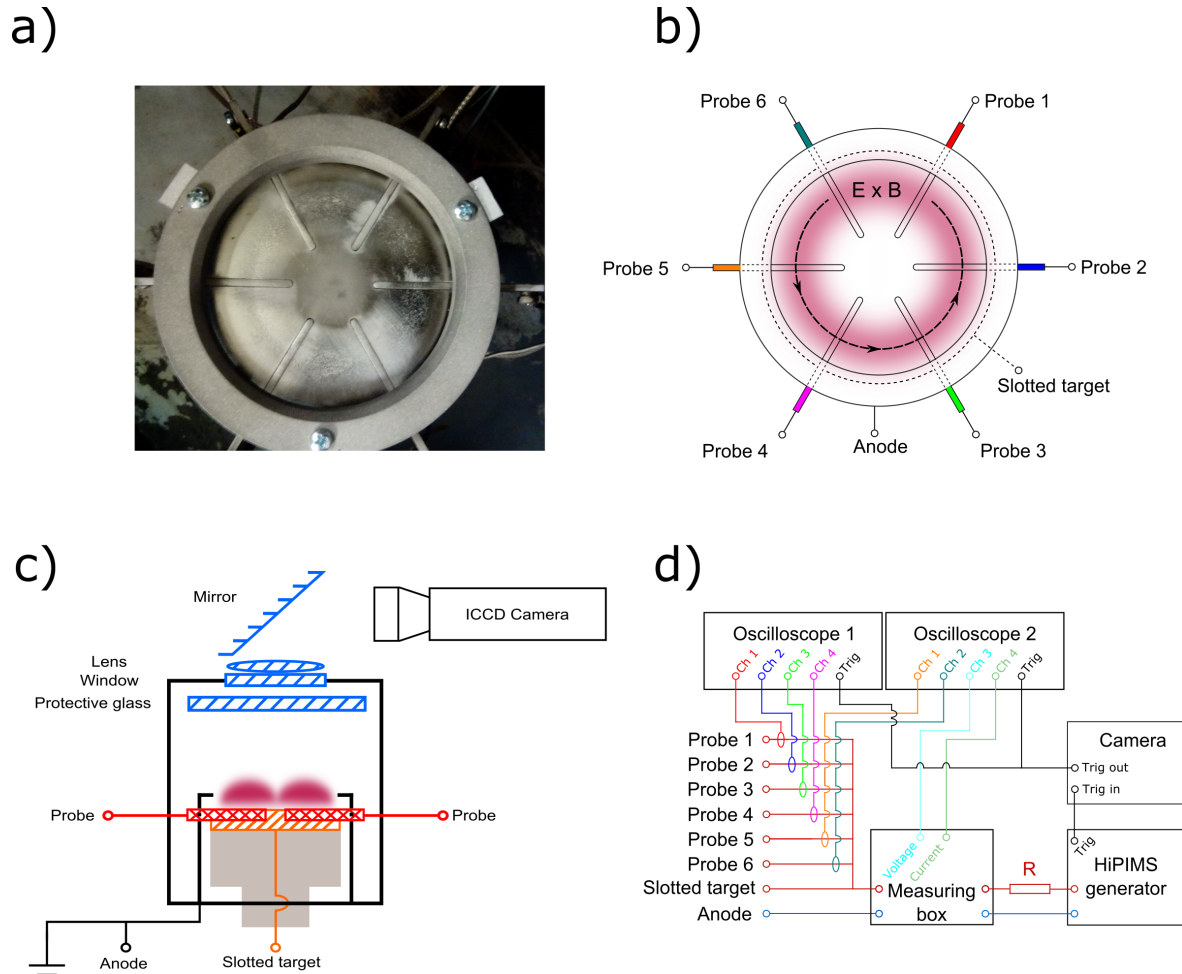 a)
b)
Probe 6
Probe 1
E x B
Probe 5
Probe 2
Slotted target
Probe 4
Anode
Probe 3
c)
Mirror
ICCD Camera
Lens
Window
Protective glass
Probe
Probe
Anode
Slotted target
d)
Oscilloscope 1
Oscilloscope 2
Ch 1
Ch 2
Ch 3
Ch 4
Trig
Ch 1
Ch 2
Ch 3
Ch 4
Trig
Probe 1
Probe 2
Probe 3
Probe 4
Probe 5
Probe 6
Slotted target
Anode
Camera
Trig out
Trig in
Voltage
Current
Measuring
box
R
Trig
HiPIMS
generator